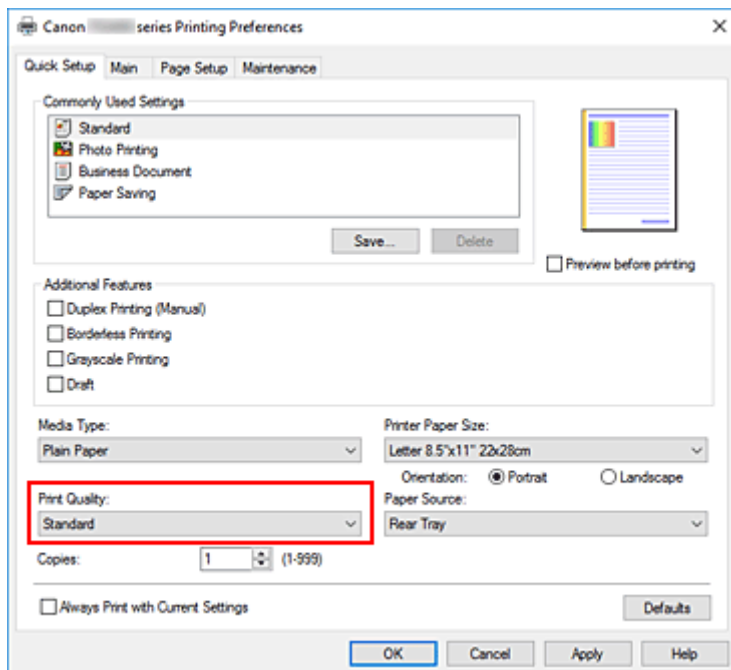 Canon series Printing Preferences
Quick Setup Main Page Setup Maintenance
Commonly Used Settings
Standard
Photo Printing
Business Document
Paper Saving
Save... Delete
Preview before printing
Additional Features
Duplex Printing (Manual)
Borderless Printing
Grayscale Printing
Draft
Media Type: Printer Paper Size:
Plain Paper Letter 8.5"x11" 22x28cm
Orientation: Portrait Landscape
Print Quality: Paper Source:
Standard Rear Tray
Copies: 1 (1-999)
Always Print with Current Settings Defaults
OK Cancel Apply Help